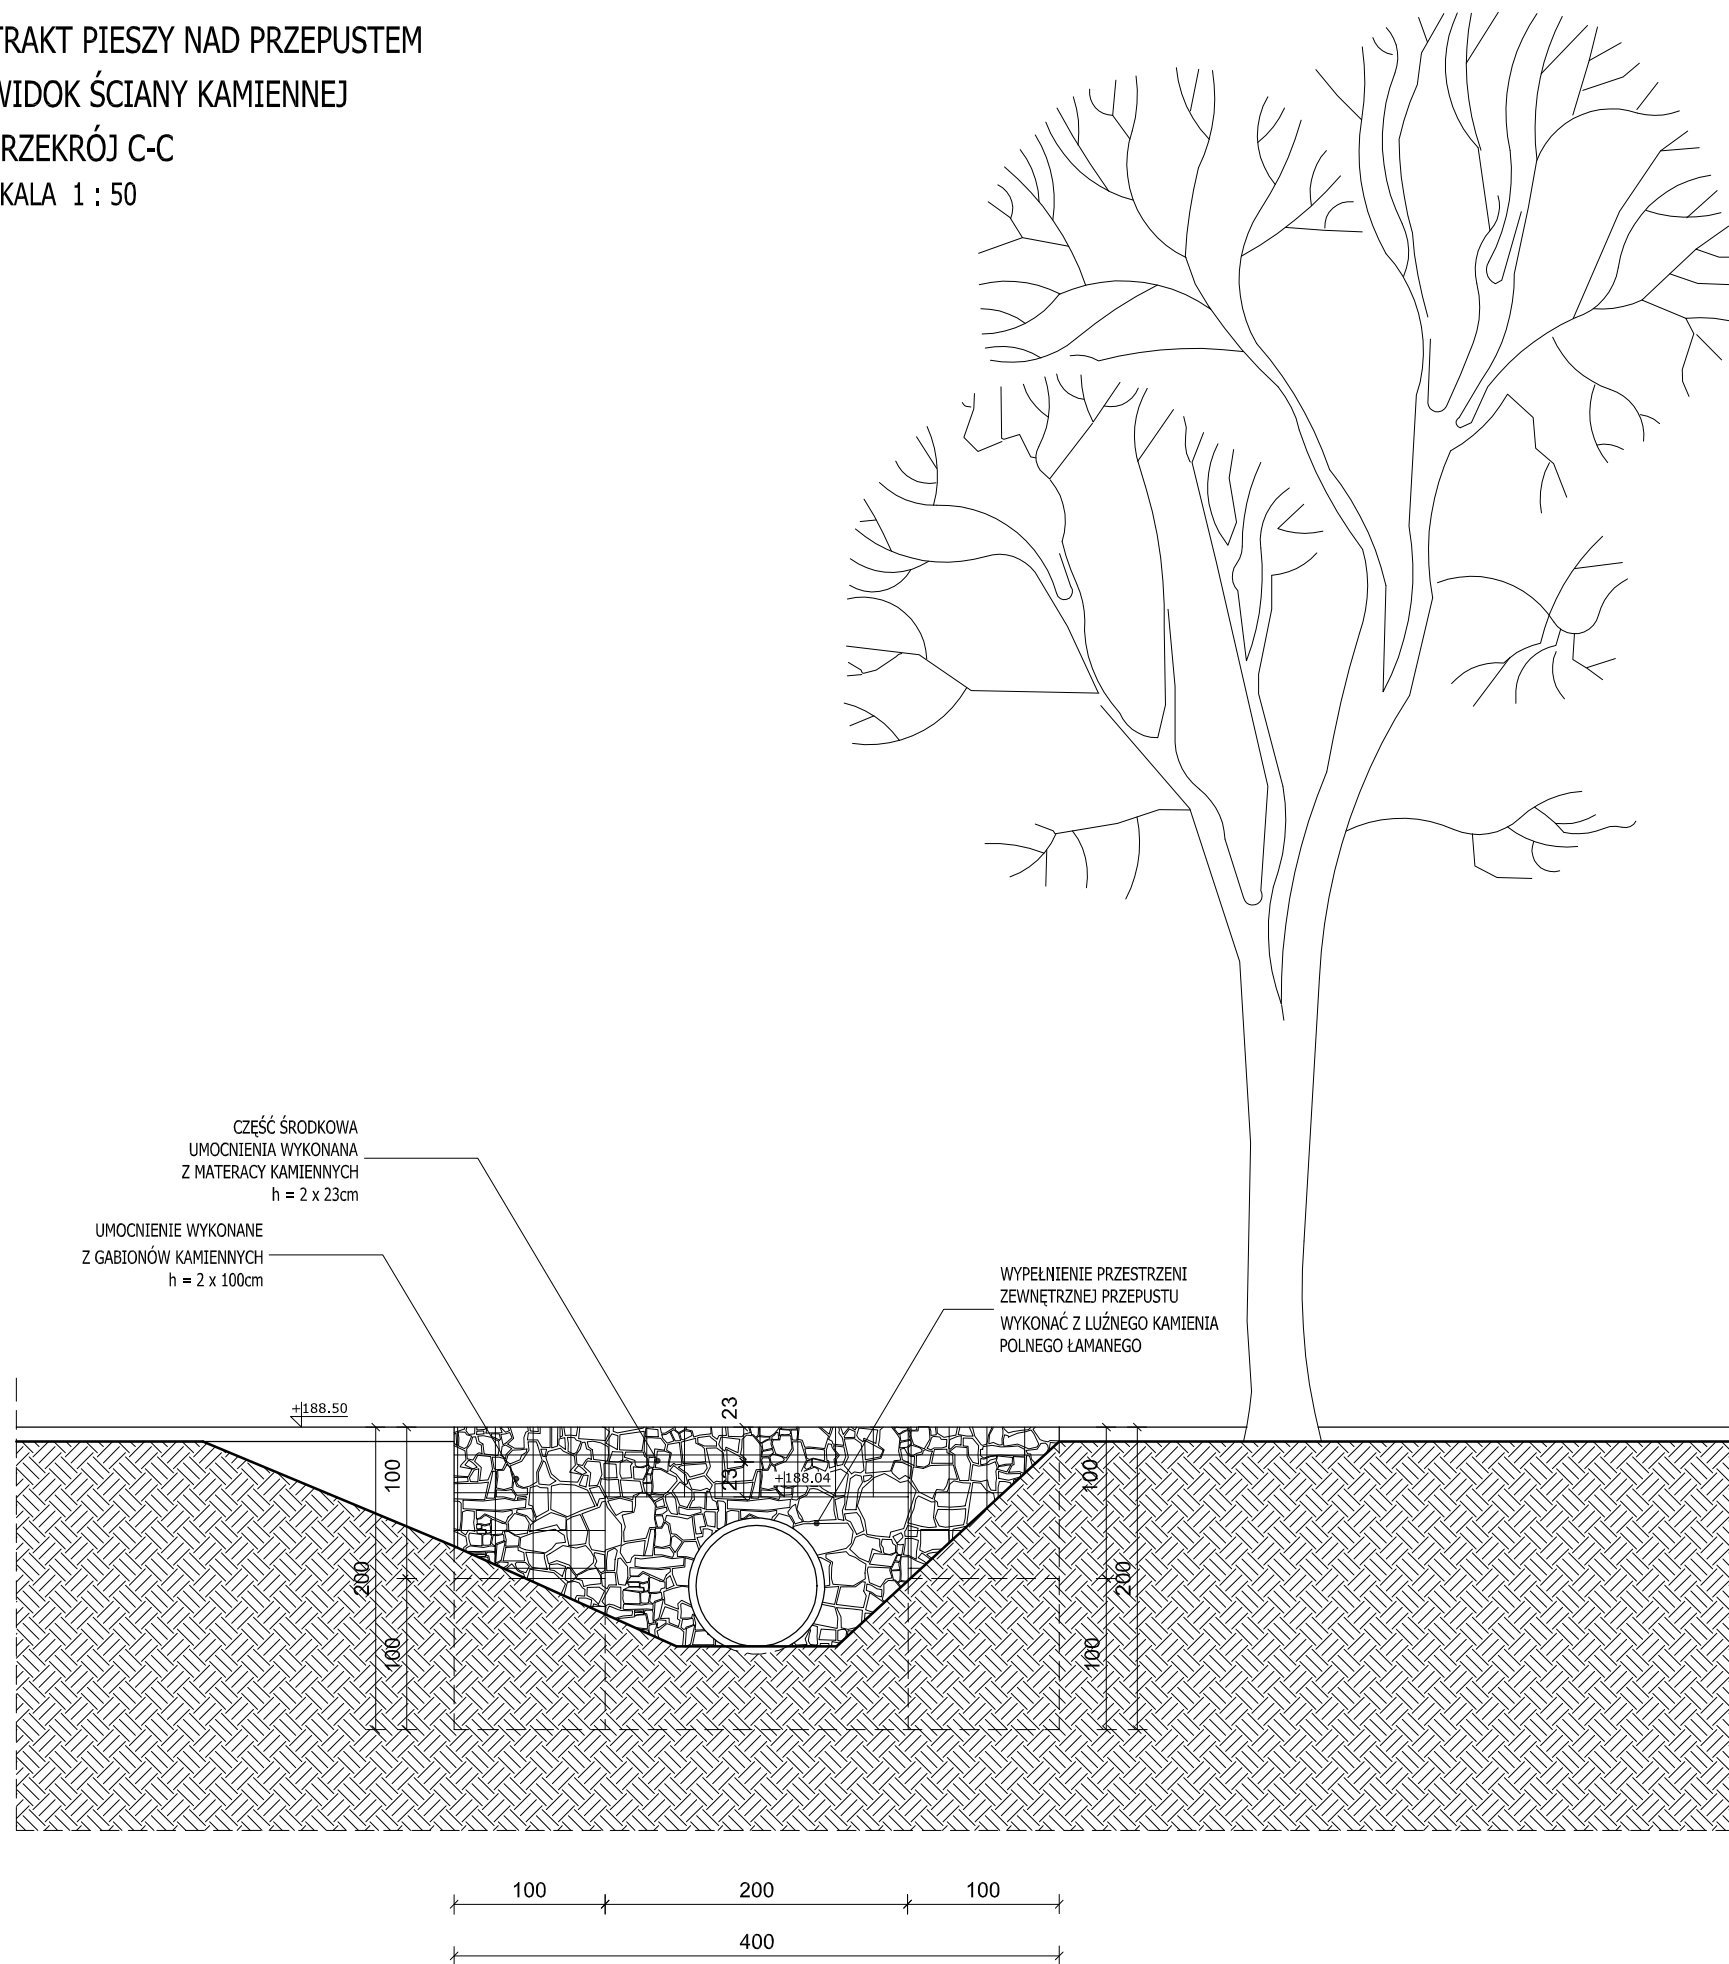 TRAKT PIESZY NAD PRZEPUSTEM
WIDOK ŚCIANY KAMIENNEJ
RZEKRÓJ C-C
KALA 1 : 50
CZĘŚĆ ŚRODKOWA
UMOCNIENIA WYKONANA
Z MATERACY KAMIENNYCH
h = 2 x 23cm
UMOCNIENIE WYKONANE
Z GABIONÓW KAMIENNYCH
h = 2 x 100cm
WYPEŁNIENIE PRZESTRZENI
ZEWNĘTRZNEJ PRZEPUSTU
WYKONAĆ Z LUŹNEGO KAMIENIA
POLNEGO ŁAMANEGO
+188.50
23
23
+188.04
100
200
100
100
200
100
100
200
100
400